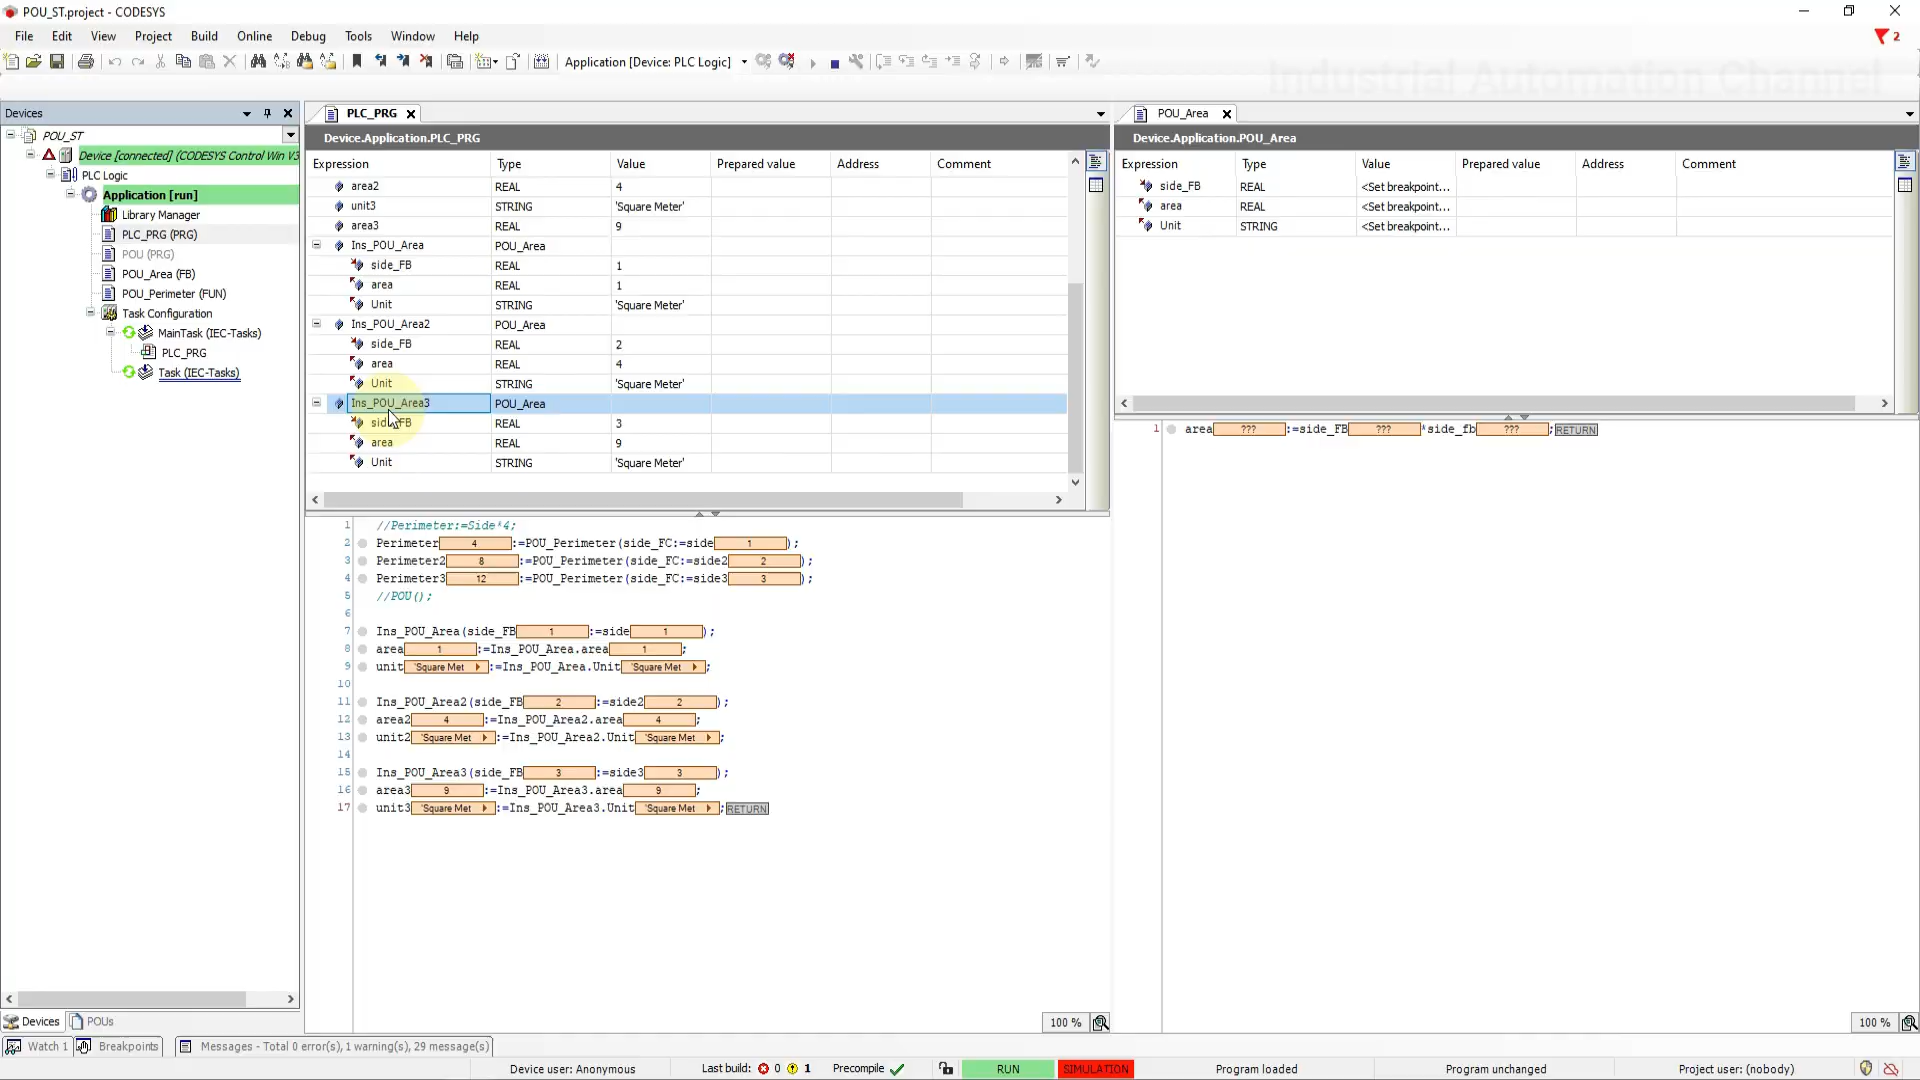 POU_ST.project - CODESYS
File Edit View Project Build Online Debug Tools Window Help
2
Application [Device: PLC Logic]
Industrial Automation Channel
Devices
POU_ST
Device [connected] (CODESYS Control Win V3
PLC Logic
Application [run]
Library Manager
PLC_PRG (PRG)
POU (PRG)
POU_Area (FB)
POU_Perimeter (FUN)
Task Configuration
MainTask (IEC-Tasks)
PLC_PRG
Task (IEC-Tasks)
Devices POUs
PLC_PRG
Device.Application.PLC_PRG
Expression Type Value Prepared value Address Comment
area2 REAL 4
unit3 STRING 'Square Meter'
area3 REAL 9
Ins_POU_Area POU_Area
side_FB REAL 1
area REAL 1
Unit STRING 'Square Meter'
Ins_POU_Area2 POU_Area
side_FB REAL 2
area REAL 4
Unit STRING 'Square Meter'
Ins_POU_Area3 POU_Area
side_FB REAL 3
area REAL 9
Unit STRING 'Square Meter'
1 //Perimeter:=Side*4;
2 Perimeter 4 :=POU_Perimeter(side_FC:=side 1 );
3 Perimeter2 8 :=POU_Perimeter(side_FC:=side2 2 );
4 Perimeter3 12 :=POU_Perimeter(side_FC:=side3 3 );
5 //POU();
6
7 Ins_POU_Area(side_FB 1 :=side 1 );
8 area 1 :=Ins_POU_Area.area 1 ;
9 unit 'Square Met :=Ins_POU_Area.Unit 'Square Met ;
10
11 Ins_POU_Area2(side_FB 2 :=side2 2 );
12 area2 4 :=Ins_POU_Area2.area 4 ;
13 unit2 'Square Met :=Ins_POU_Area2.Unit 'Square Met ;
14
15 Ins_POU_Area3(side_FB 3 :=side3 3 );
16 area3 9 :=Ins_POU_Area3.area 9 ;
17 unit3 'Square Met :=Ins_POU_Area3.Unit 'Square Met ;RETURN
100 %
POU_Area
Device.Application.POU_Area
Expression Type Value Prepared value Address Comment
side_FB REAL <Set breakpoint...
area REAL <Set breakpoint...
Unit STRING <Set breakpoint...
1 area ??? :=side_FB ??? *side_fb ??? ;RETURN
100 %
Watch 1 Breakpoints Messages - Total 0 error(s), 1 warning(s), 29 message(s)
Device user: Anonymous Last build: 0 1 Precompile RUN SIMULATION Program loaded Program unchanged Project user: (nobody)